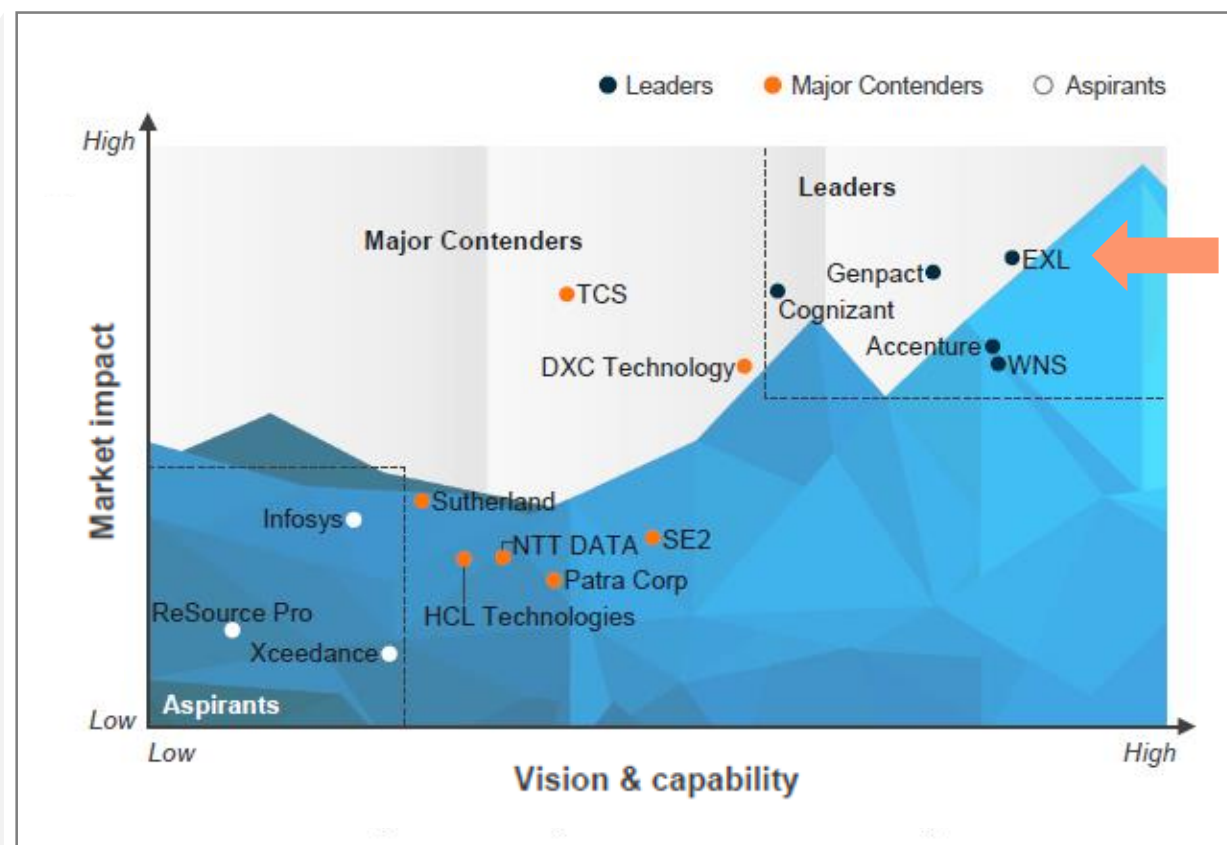 Leaders Major Contenders Aspirants
High
Leaders
Major Contenders
EXL
Genpact
TCS
Cognizant
Accenture
DXC Technology
WNS
Market impact
Sutherland
Infosys
NTT DATA
SE2
Patra Corp
ReSource Pro
HCL Technologies
Xceedance
Aspirants
Low
Low
High
Vision & capability